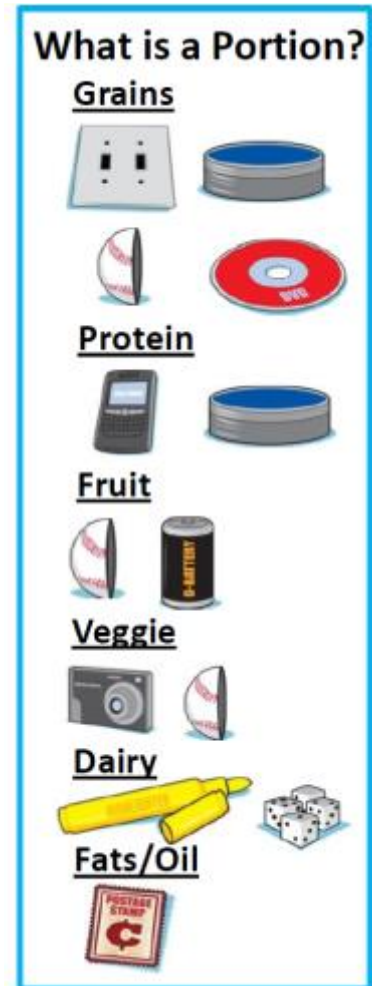 What is a Portion?
Grains
DVD
Protein
Fruit
D-BATTERY
Veggie
Dairy
HIGHLIGHTER
Fats/Oil
POSTAGE
STAMP
¢